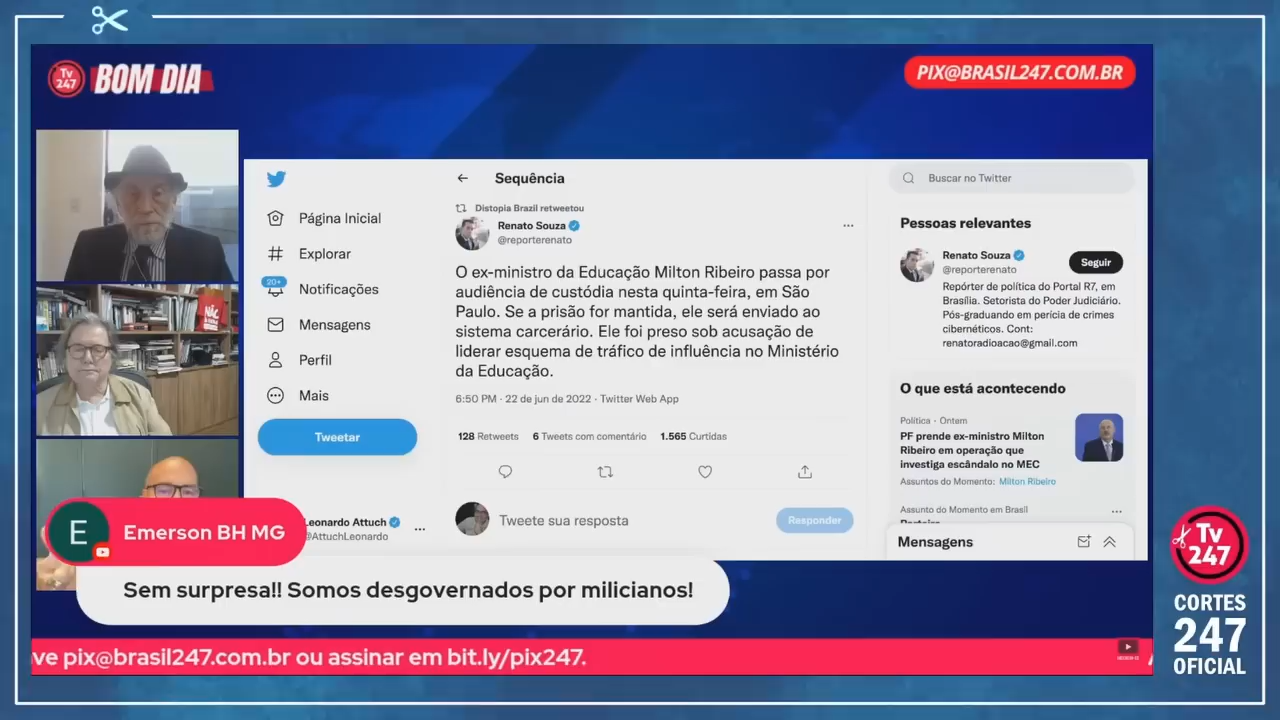 Tv 247
BOM DIA
PIX@BRASIL247.COM.BR
NÃO
Página Inicial
Explorar
20+
Notificações
Mensagens
Perfil
Mais
Tweetar
Leonardo Attuch
@AttuchLeonardo
Sequência
Distopia Brazil retweetou
Renato Souza
@reporterenato
O ex-ministro da Educação Milton Ribeiro passa por
audiência de custódia nesta quinta-feira, em São
Paulo. Se a prisão for mantida, ele será enviado ao
sistema carcerário. Ele foi preso sob acusação de
liderar esquema de tráfico de influência no Ministério
da Educação.
6:50 PM · 22 de jun de 2022 · Twitter Web App
128 Retweets 6 Tweets com comentário 1.565 Curtidas
Tweete sua resposta
Responder
Buscar no Twitter
Pessoas relevantes
Renato Souza
@reporterenato
Seguir
Repórter de política do Portal R7, em
Brasília. Setorista do Poder Judiciário.
Pós-graduando em perícia de crimes
cibernéticos. Cont:
renatoradioacao@gmail.com
O que está acontecendo
Política · Ontem
PF prende ex-ministro Milton
Ribeiro em operação que
investiga escândalo no MEC
Assuntos do Momento: Milton Ribeiro
Assunto do Momento em Brasil
Mensagens
E
Emerson BH MG
Sem surpresa!! Somos desgovernados por milicianos!
ve pix@brasil247.com.br ou assinar em bit.ly/pix247.
Tv
247
CORTES
247
OFICIAL